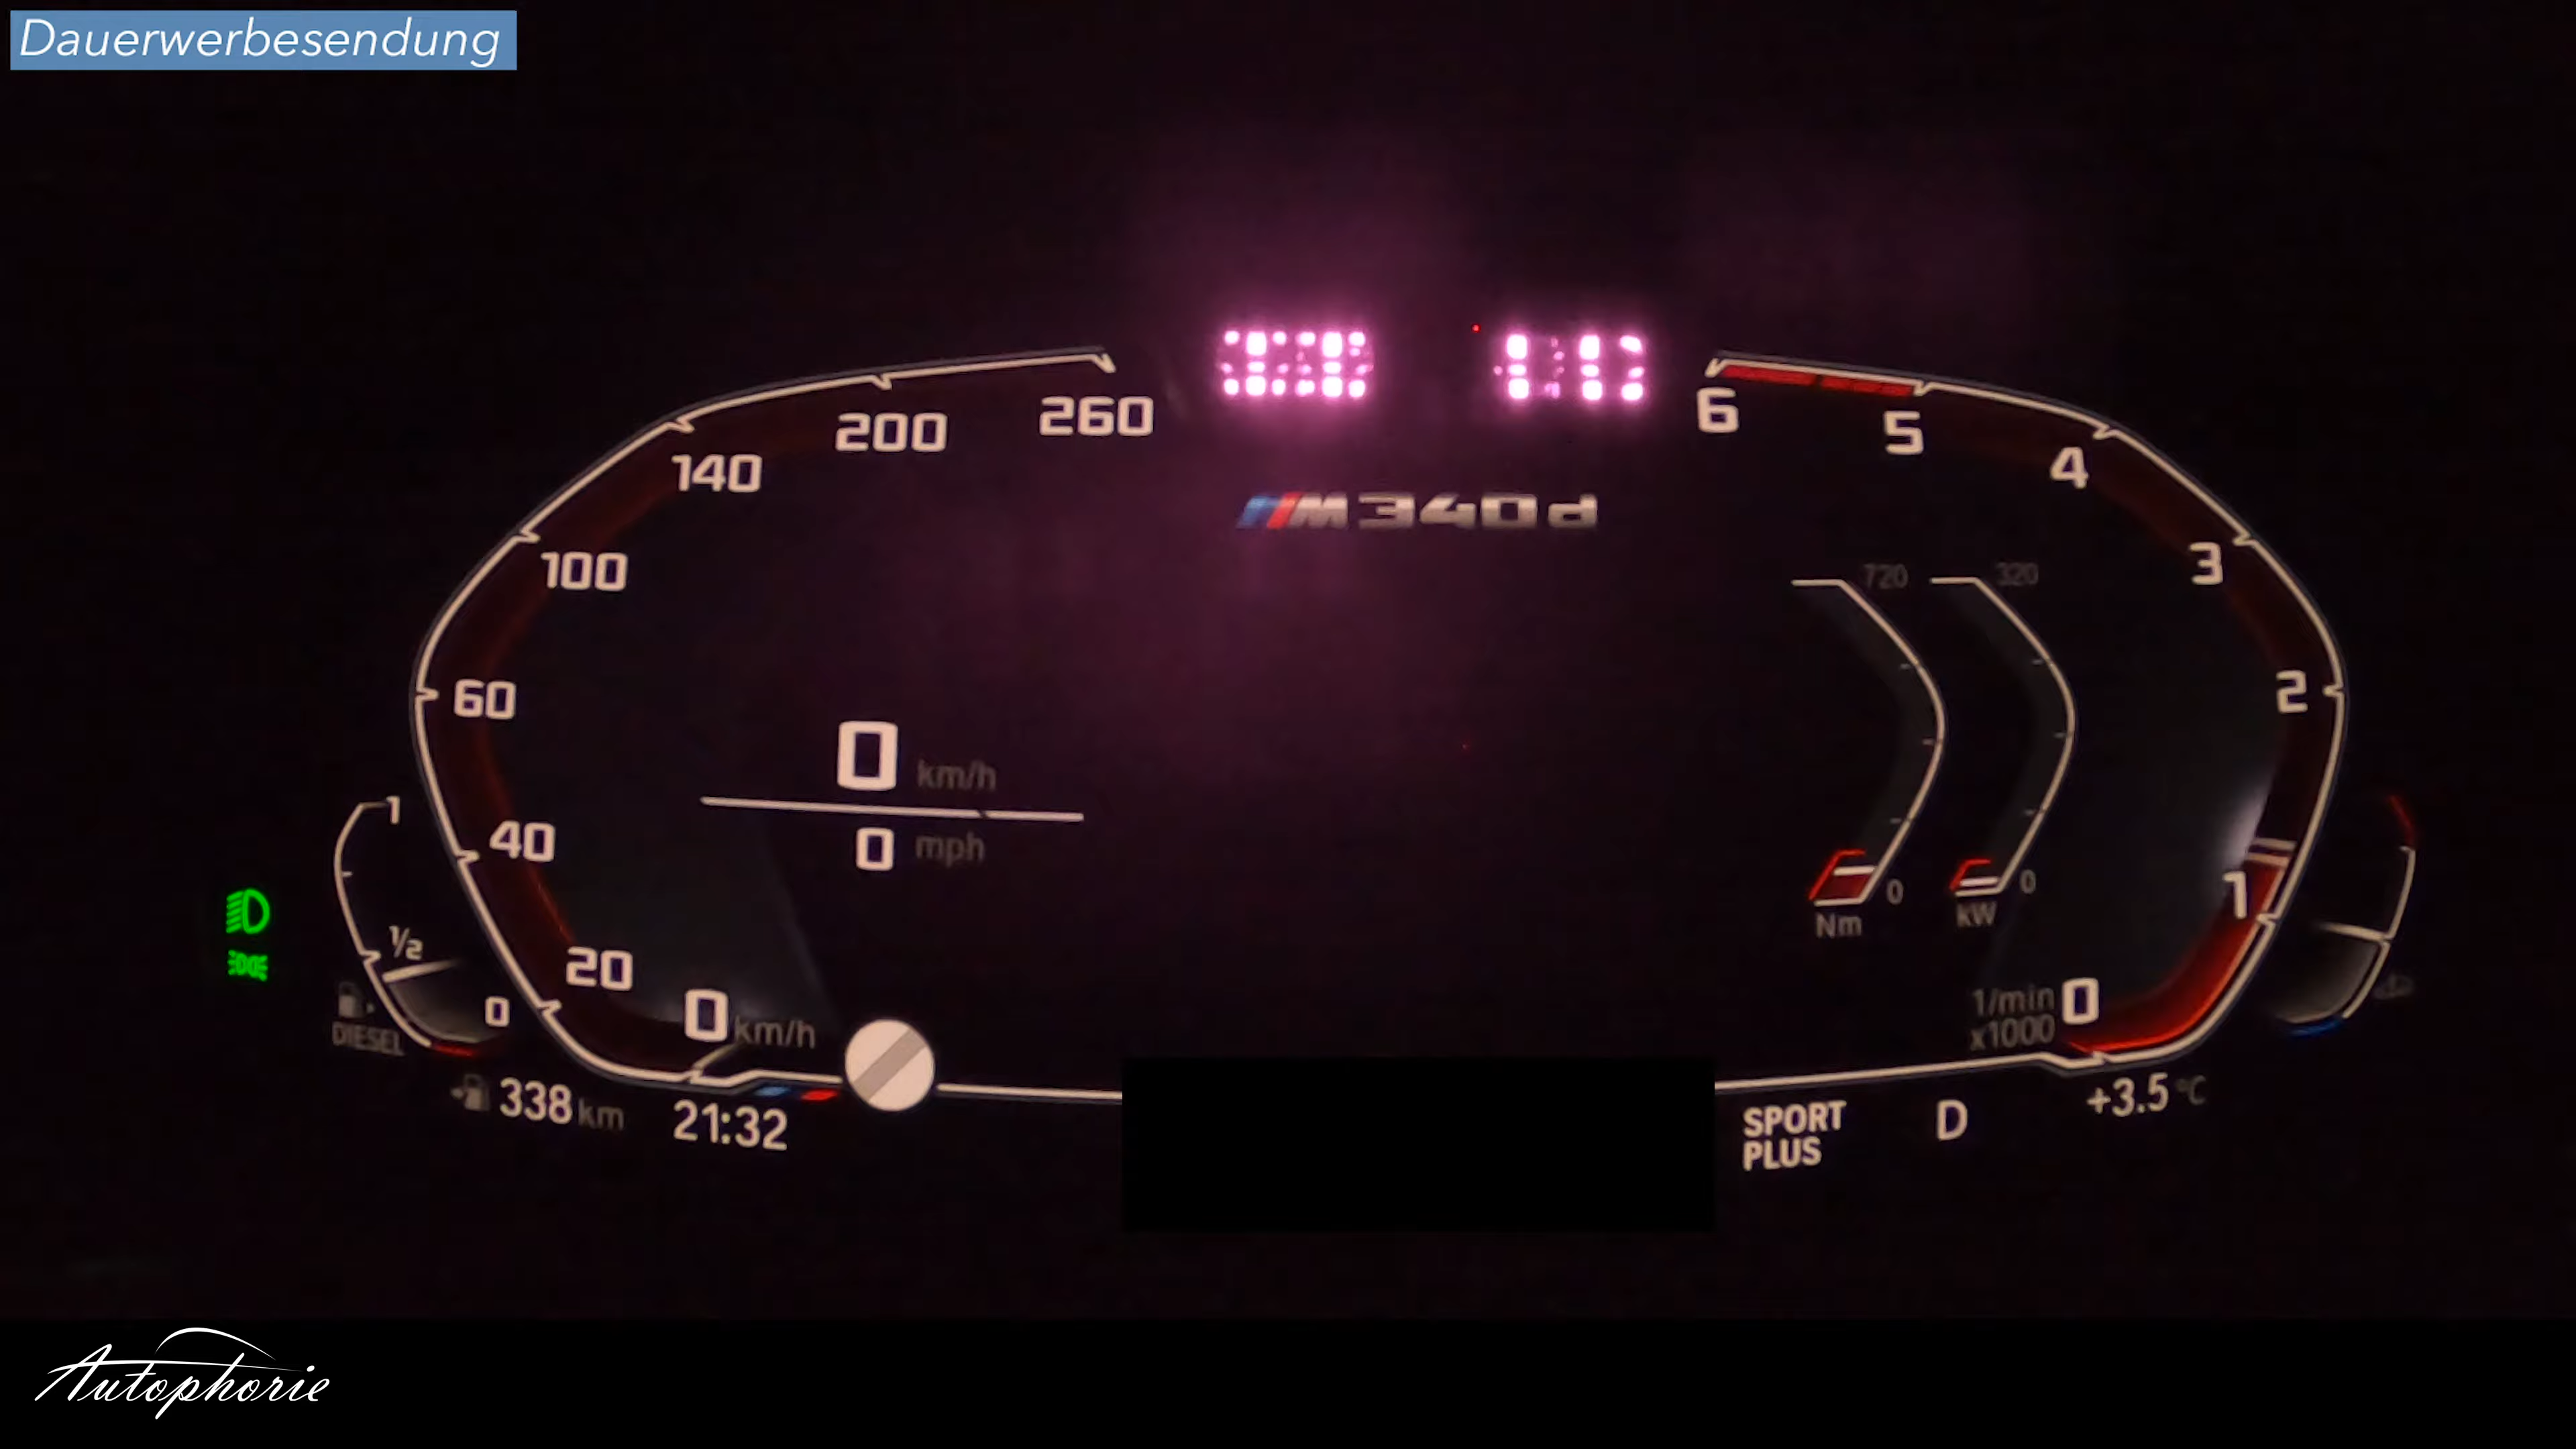 Dauerwerbesendung
260
200
140
100
60
40
20
0 km/h
M340d
6
5
4
3
2
1
0
1/min
x1000
720
320
0 km/h
0 mph
0
0
Nm
kW
1
1/2
0
DIESEL
338 km
21:32
SPORT
PLUS
D
+3.5 °C
Autophorie